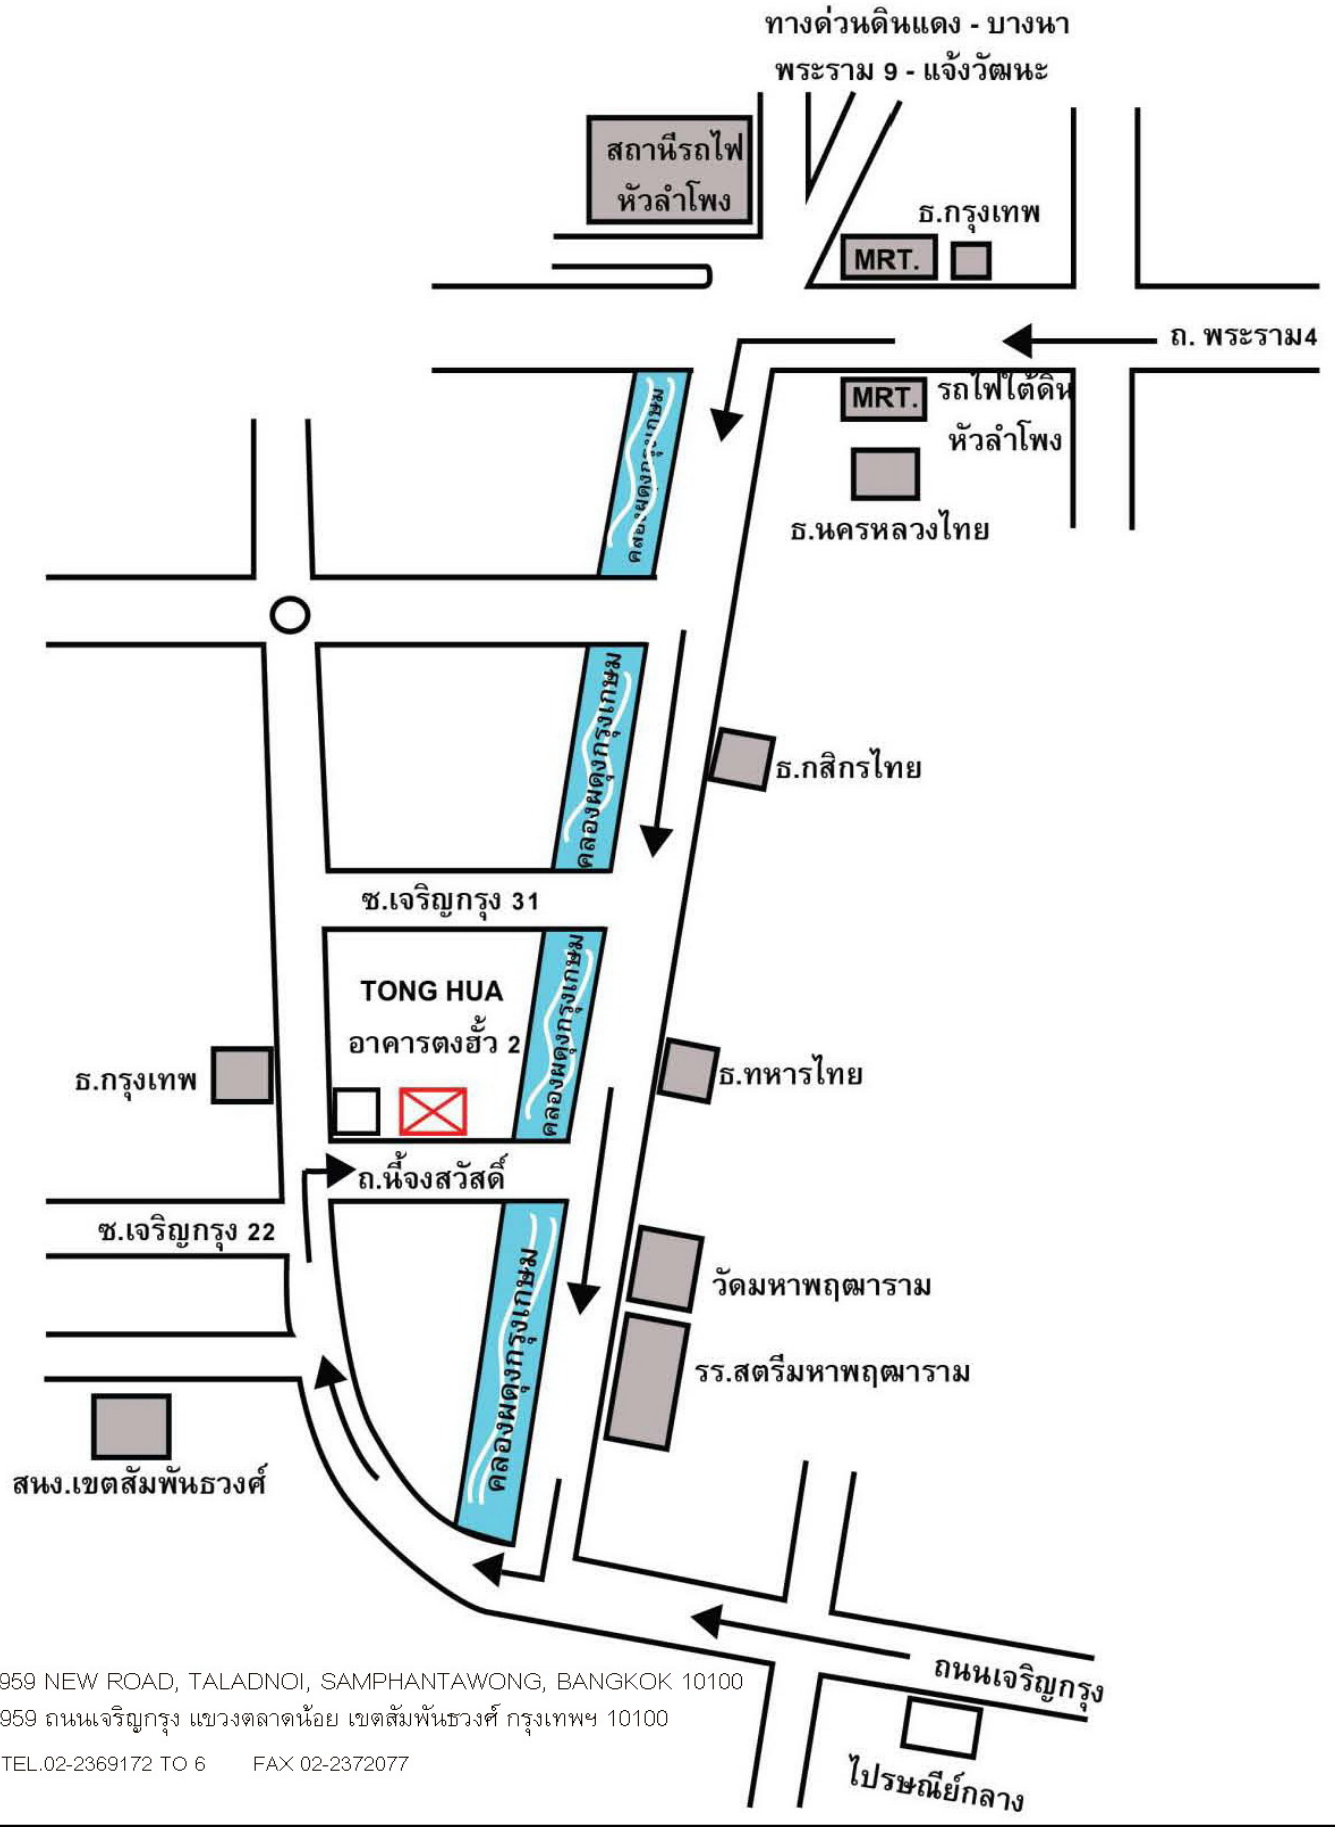 ทางด่วนดินแดง - บางนา
พระราม 9 - แจ้งวัฒนะ
สถานีรถไฟ
หัวลำโพง
ธ.กรุงเทพ
MRT.
ถ. พระราม4
MRT.
รถไฟใต้ดิน
หัวลำโพง
คลองผดุงกรุงเกษม
ธ.นครหลวงไทย
คลองผดุงกรุงเกษม
ธ.กสิกรไทย
ซ.เจริญกรุง 31
คลองผดุงกรุงเกษม
TONG HUA
อาคารตงฮั้ว 2
ธ.กรุงเทพ
ธ.ทหารไทย
ถ.นี้จงสวัสดิ์
ซ.เจริญกรุง 22
คลองผดุงกรุงเกษม
วัดมหาพฤฒาราม
รร.สตรีมหาพฤฒาราม
สนง.เขตสัมพันธวงศ์
ถนนเจริญกรุง
ไปรษณีย์กลาง
959 NEW ROAD, TALADNOI, SAMPHANTAWONG, BANGKOK 10100
959 ถนนเจริญกรุง แขวงตลาดน้อย เขตสัมพันธวงศ์ กรุงเทพฯ 10100
TEL.02-2369172 TO 6 FAX 02-2372077